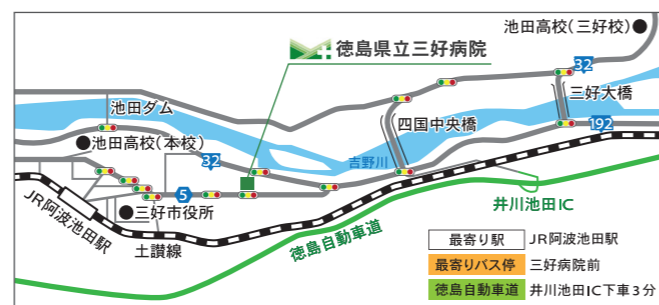 池田高校(三好校)
徳島県立三好病院
32
三好大橋
池田ダム
四国中央橋
192
池田高校(本校)
32
吉野川
5
JR阿波池田駅
三好市役所
井川池田IC
土讃線
徳島自動車道
最寄り駅 JR阿波池田駅
最寄りバス停 三好病院前
徳島自動車道 井川池田IC下車3分